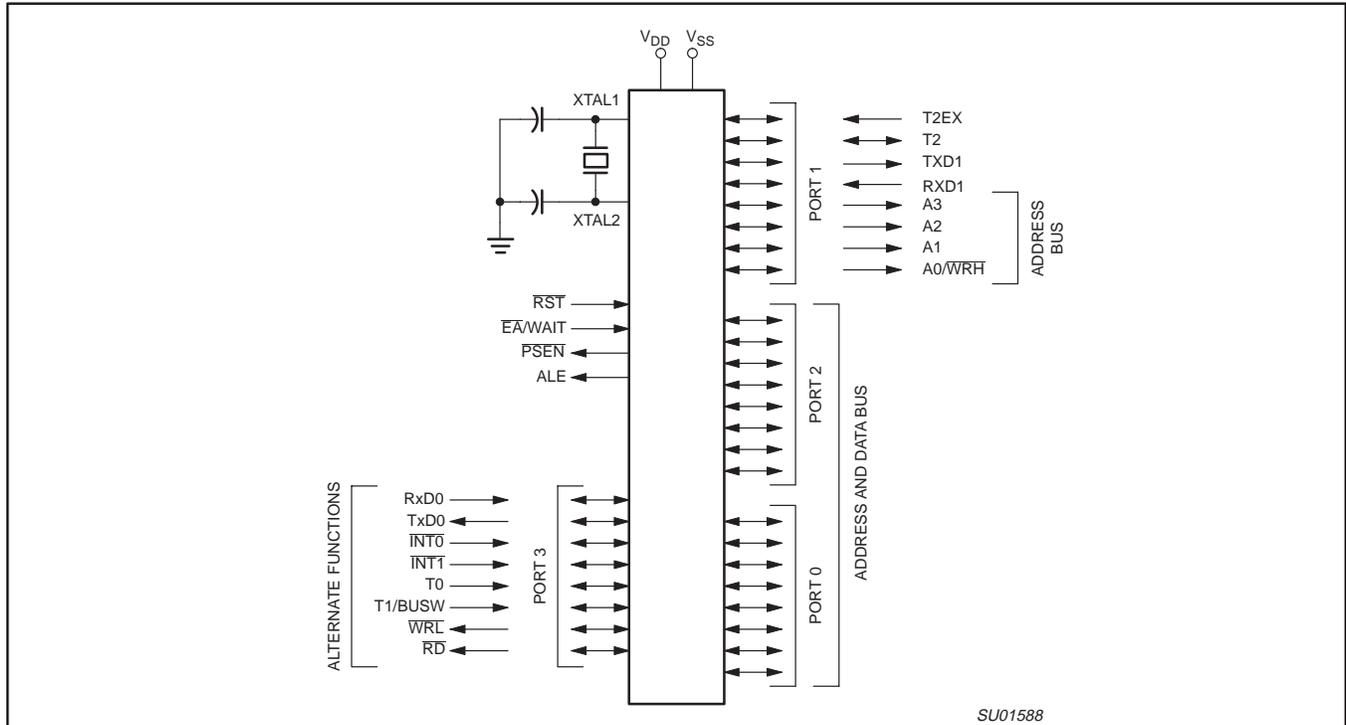 VDD VSS
XTAL1
XTAL2
RST
EA/WAIT
PSEN
ALE
PORT 1
T2EX
T2
TXD1
RXD1
A3
A2
A1
A0/WRH
ADDRESS
BUS
PORT 2
ADDRESS AND DATA BUS
PORT 0
ALTERNATE FUNCTIONS
RxD0
TxD0
INT0
INT1
T0
T1/BUSW
WRL
RD
PORT 3
SU01588